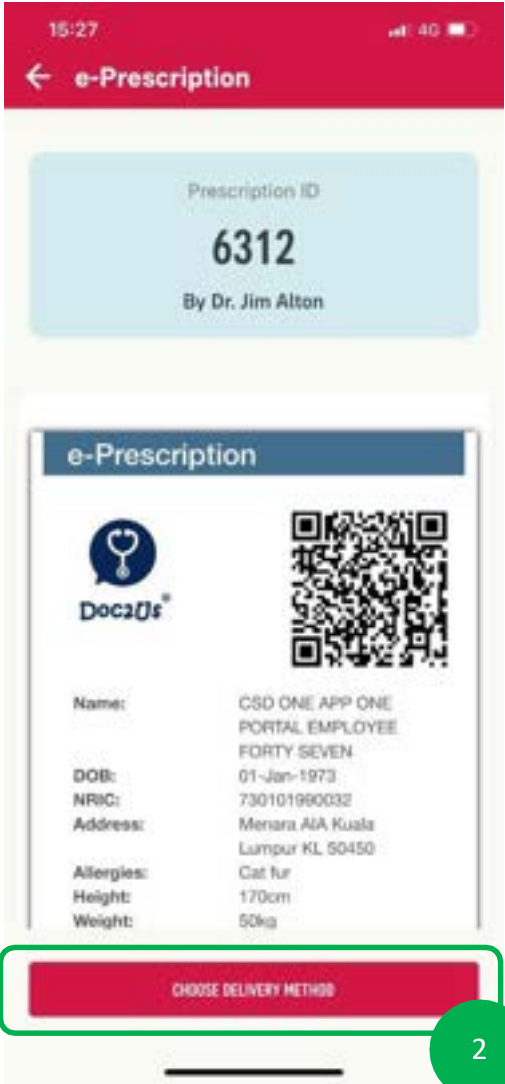 15:27
4G
e-Prescription
Prescription ID
6312
By Dr. Jim Alton
e-Prescription
Doc2Us®
Name: CSD ONE APP ONE
PORTAL EMPLOYEE
FORTY SEVEN
DOB: 01-Jan-1973
NRIC: 730101990032
Address: Menara AIA Kuala
Lumpur KL 50450
Allergies: Cat fur
Height: 170cm
Weight: 50kg
CHOOSE DELIVERY METHOD
2